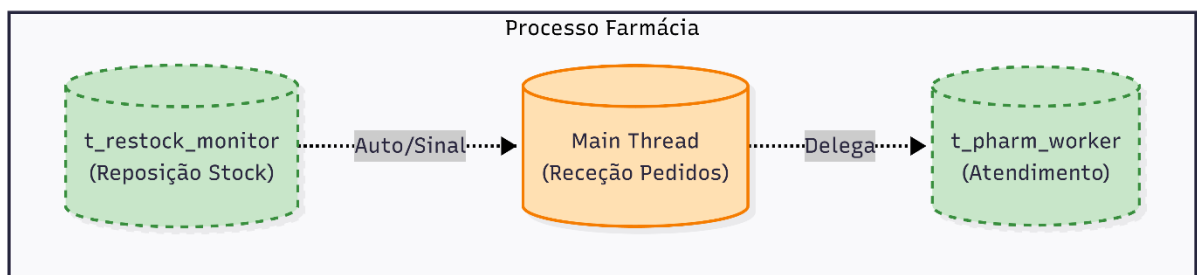 Processo Farmácia
t_restock_monitor
(Reposição Stock)
Auto/Sinal
Main Thread
(Receção Pedidos)
Delega
t_pharm_worker
(Atendimento)